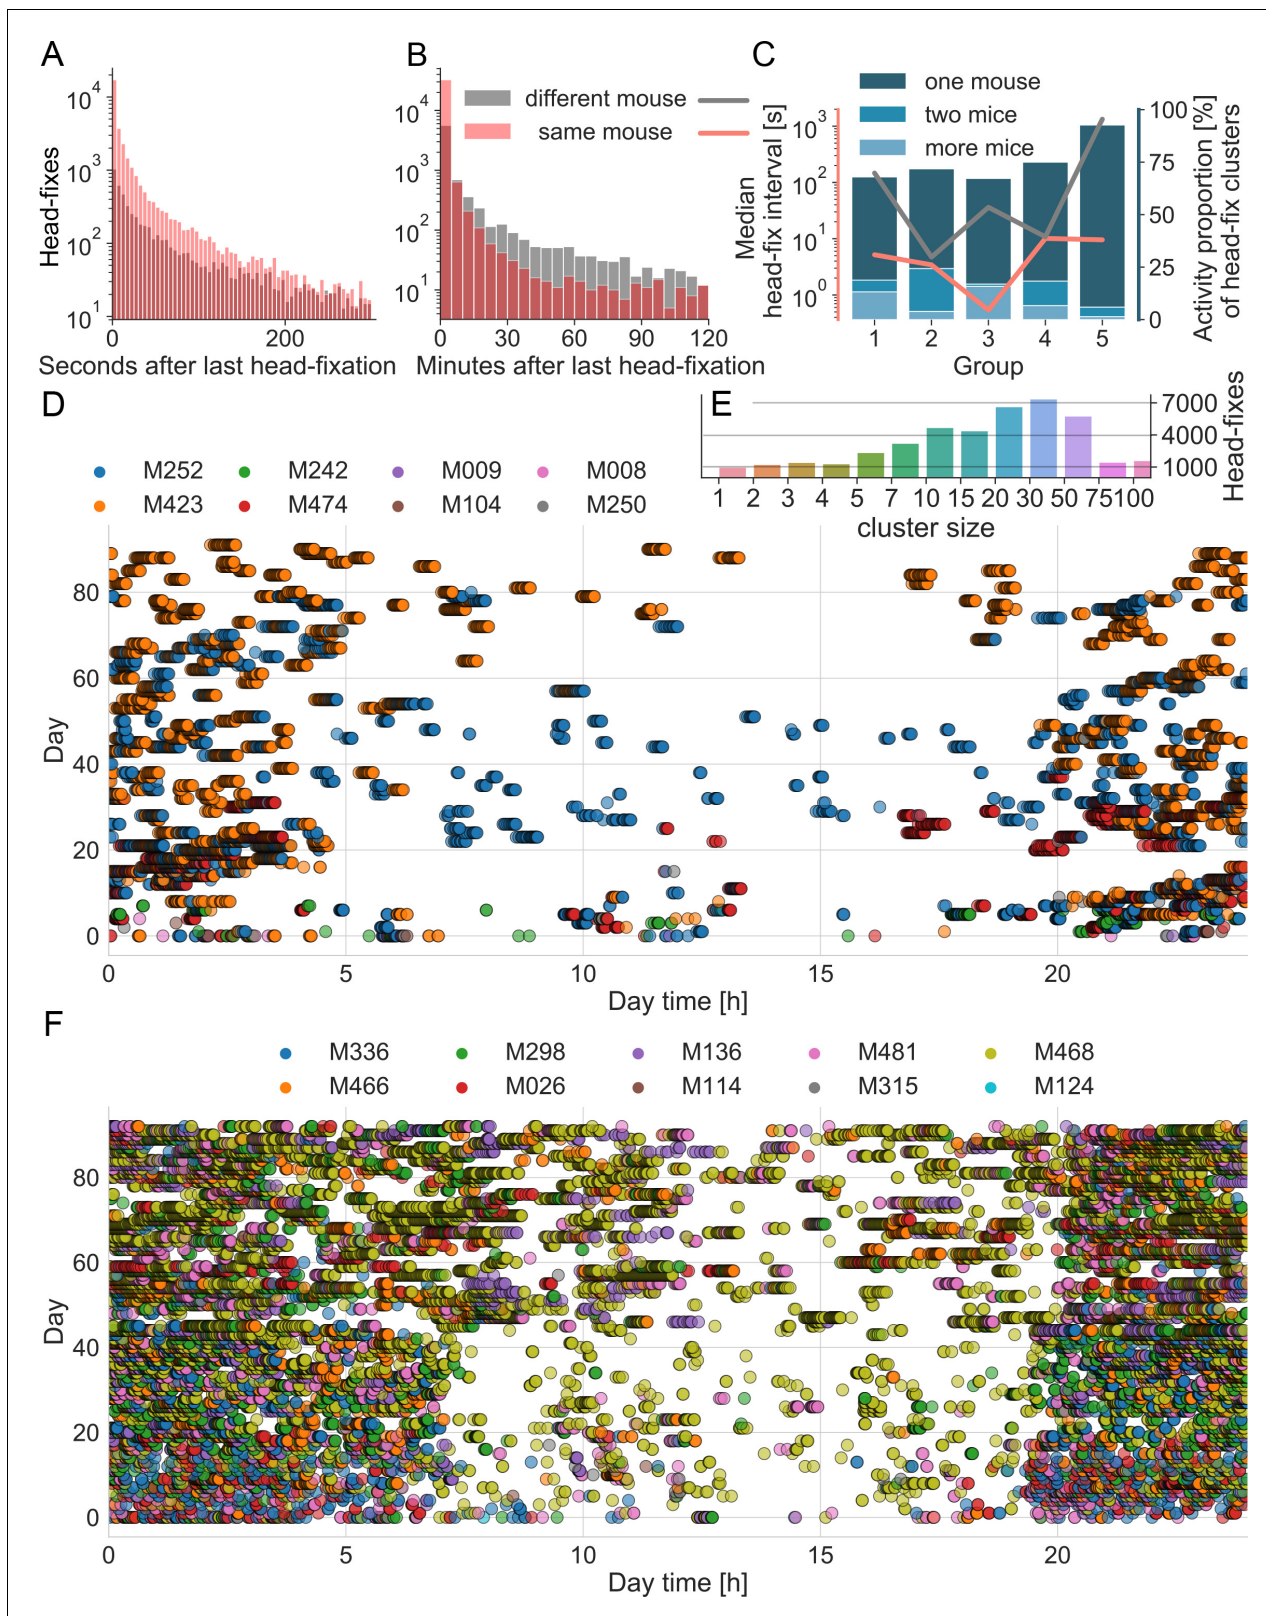 A
10^4
10^3
10^2
10^1
Head-fixes
0
200
Seconds after last head-fixation
B
10^4
10^3
10^2
10^1
different mouse
same mouse
0
30
60
90
120
Minutes after last head-fixation
C
one mouse
two mice
more mice
Median
head-fix interval [s]
10^3
10^2
10^1
10^0
100
75
50
25
0
Activity proportion [%]
of head-fix clusters
1
2
3
4
5
Group
D
M252
M242
M009
M008
M423
M474
M104
M250
E
7000
4000
1000
Head-fixes
1
2
3
4
5
7
10
15
20
30
50
75
100
cluster size
80
60
40
20
0
Day
0
5
10
15
20
Day time [h]
F
M336
M298
M136
M481
M468
M466
M026
M114
M315
M124
80
60
40
20
0
Day
0
5
10
15
20
Day time [h]